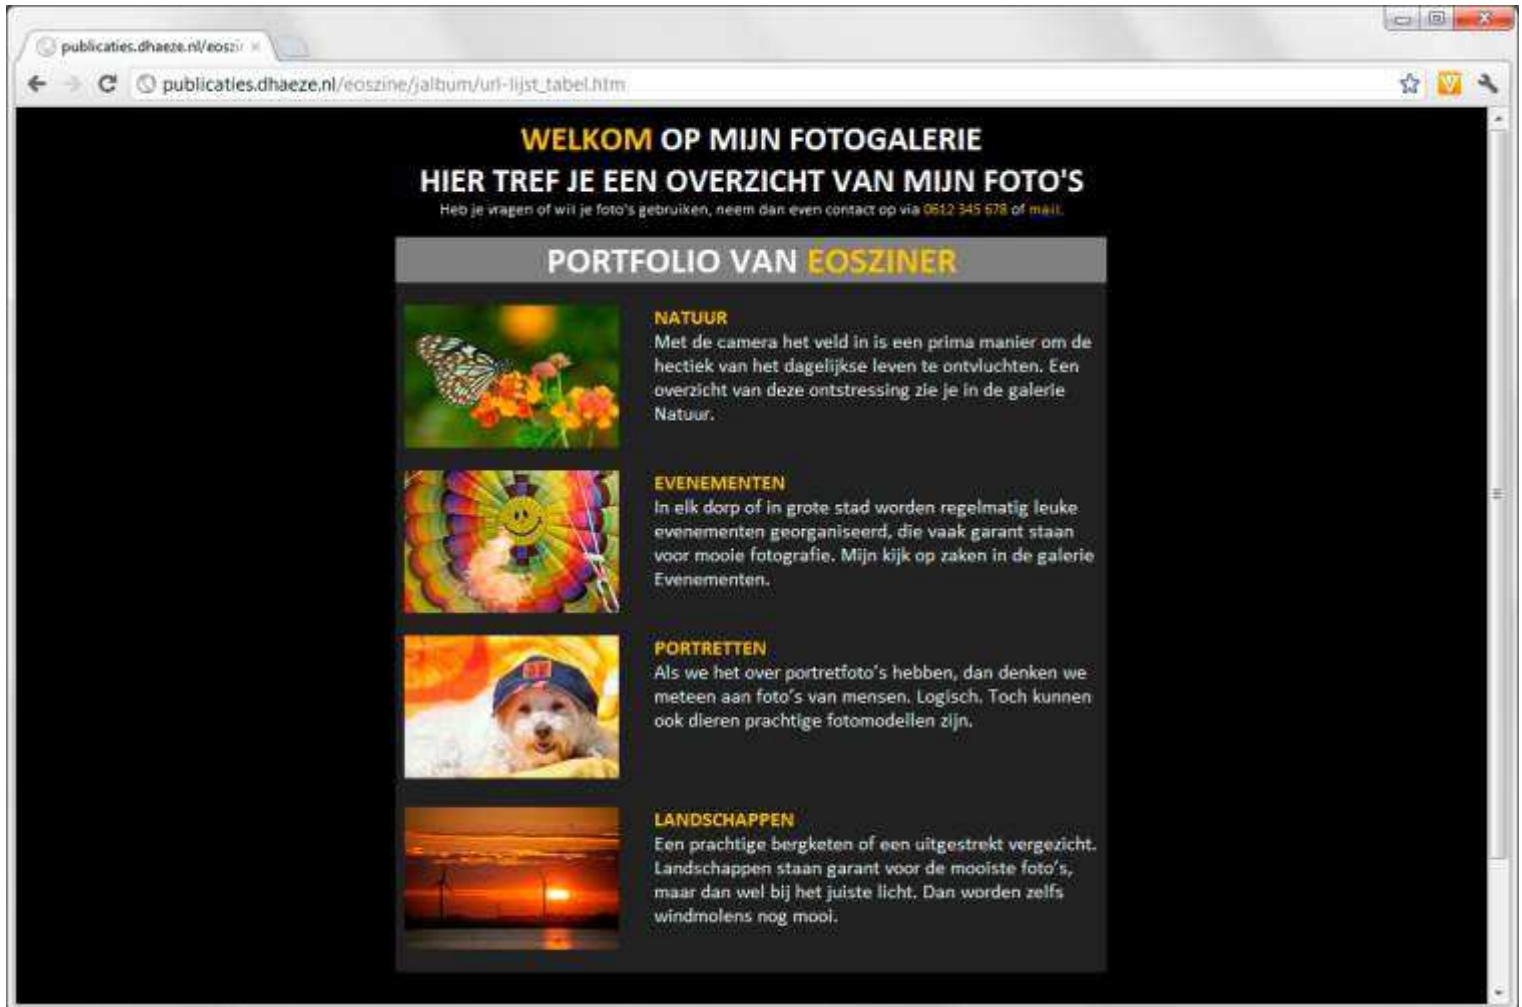 publicaties.dhaeze.nl/eoszir
publicaties.dhaeze.nl/eoszine/jalbum/url-lijst_tabel.htm
WELKOM OP MIJN FOTOGALERIE
HIER TREF JE EEN OVERZICHT VAN MIJN FOTO'S
Heb je vragen of wil je foto's gebruiken, neem dan even contact op via 0612 345 678 of mail.
PORTFOLIO VAN EOSZINER
NATUUR
Met de camera het veld in is een prima manier om de
hectiek van het dagelijkse leven te ontvluchten. Een
overzicht van deze ontstressing zie je in de galerie
Natuur.
EVENEMENTEN
In elk dorp of in grote stad worden regelmatig leuke
evenementen georganiseerd, die vaak garant staan
voor mooie fotografie. Mijn kijk op zaken in de galerie
Evenementen.
PORTRETTEN
Als we het over portretfoto’s hebben, dan denken we
meteen aan foto’s van mensen. Logisch. Toch kunnen
ook dieren prachtige fotomodellen zijn.
LANDSCHAPPEN
Een prachtige bergketen of een uitgestrekt vergezicht.
Landschappen staan garant voor de mooiste foto’s,
maar dan wel bij het juiste licht. Dan worden zelfs
windmolens nog mooi.